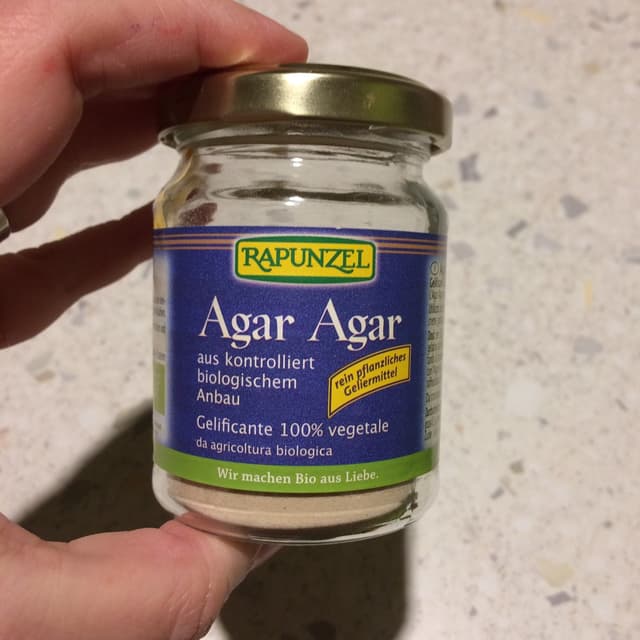 RAPUNZEL
Agar Agar
aus kontrolliert
biologischem
Anbau
rein pflanzliches
Geliermittel
Gelificante 100% vegetale
da agricoltura biologica
Wir machen Bio aus Liebe.